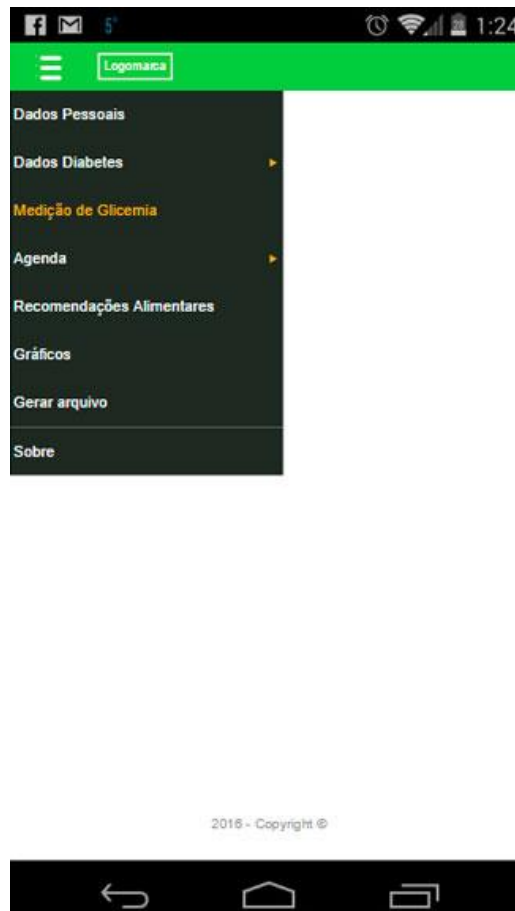 5°
1:24
Logomarca
Dados Pessoais
Dados Diabetes
Medição de Glicemia
Agenda
Recomendações Alimentares
Gráficos
Gerar arquivo
Sobre
2016 - Copyright ©